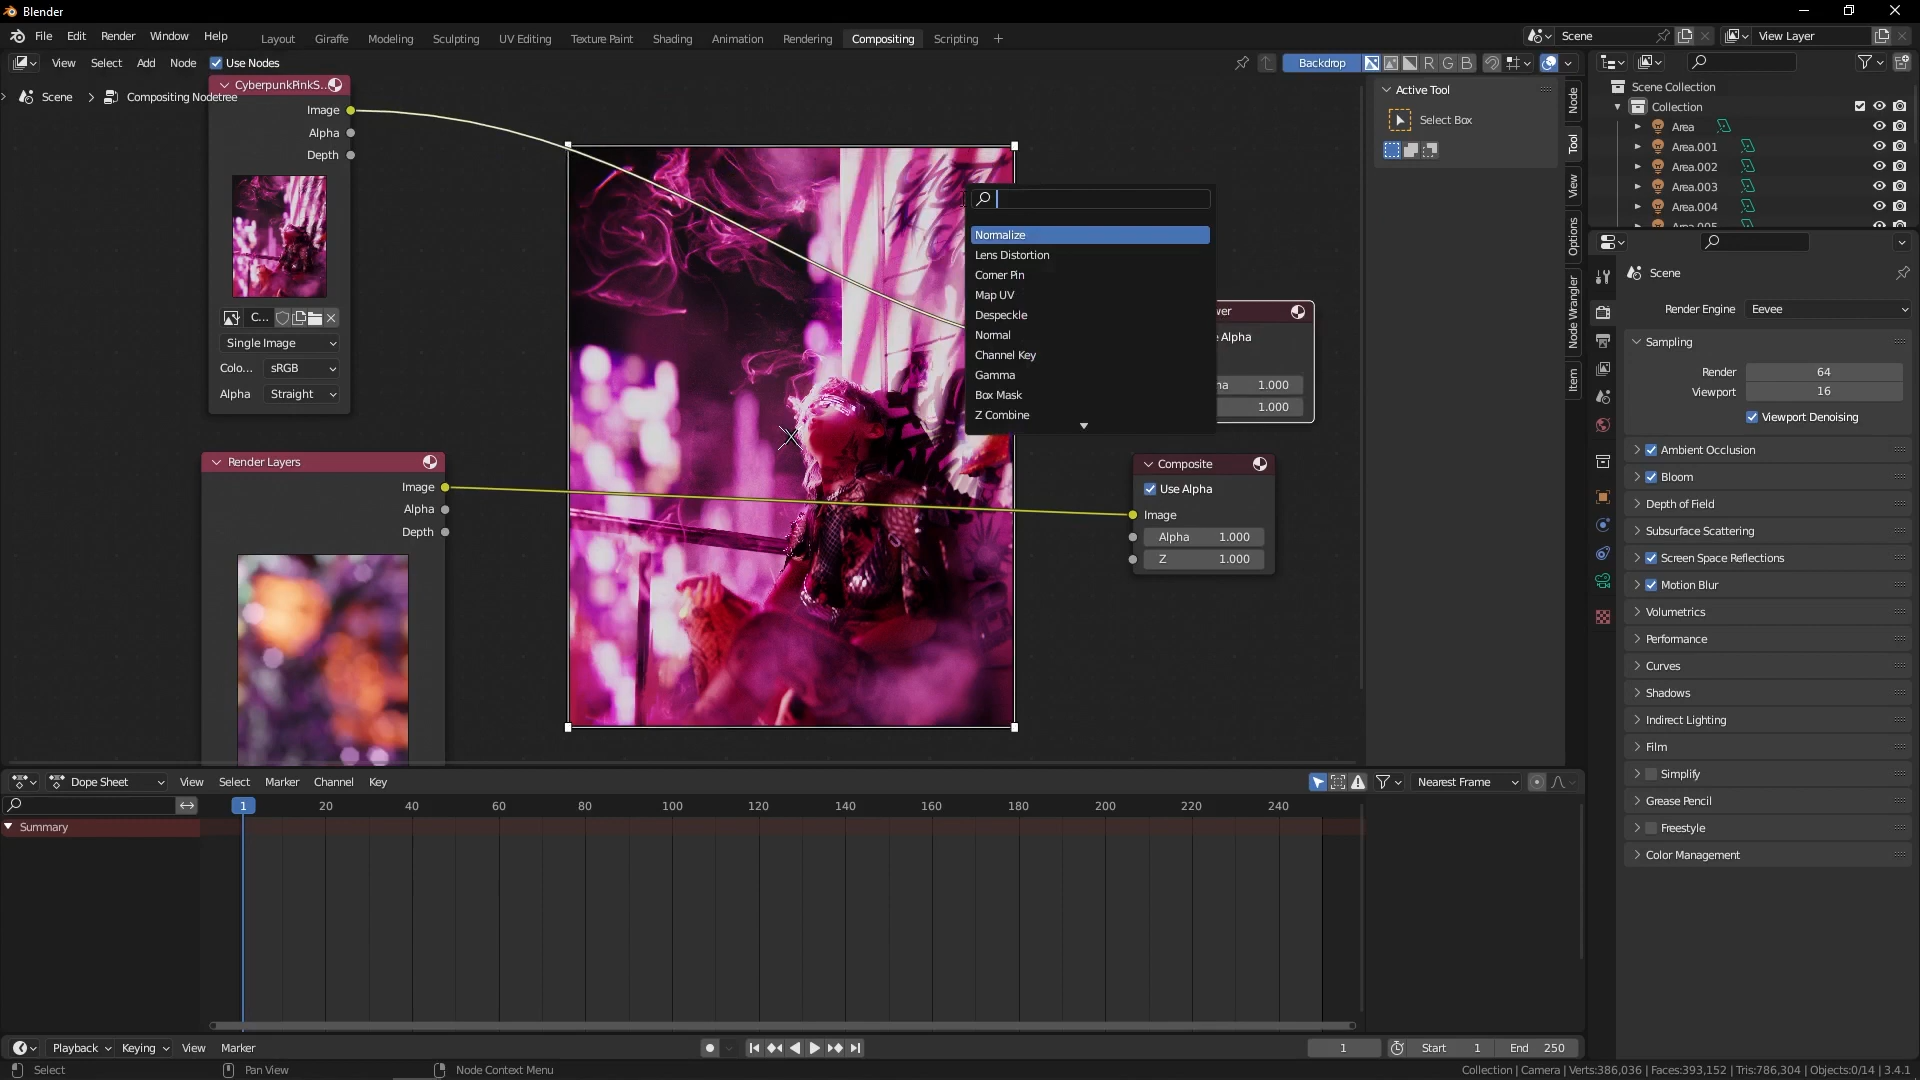 Blender
File Edit Render Window Help Layout Giraffe Modeling Sculpting UV Editing Texture Paint Shading Animation Rendering Compositing Scripting + Scene View Layer
View Select Add Node Use Nodes Backdrop R G B
Scene > Compositing Nodetree
CyberpunkPinkS..
Image
Alpha
Depth
C...
Single Image
Colo... sRGB
Alpha Straight
Render Layers
Image
Alpha
Depth
Normalize
Lens Distortion
Corner Pin
Map UV
Despeckle
Normal
Channel Key
Gamma
Box Mask
Z Combine
wer
e Alpha
ha 1.000
1.000
Composite
Use Alpha
Image
Alpha 1.000
Z 1.000
Active Tool
Select Box
Node
Tool
View
Options
Node Wrangler
Item
Scene Collection
Collection
Area
Area.001
Area.002
Area.003
Area.004
Area.005
Scene
Render Engine Eevee
Sampling
Render 64
Viewport 16
Viewport Denoising
Ambient Occlusion
Bloom
Depth of Field
Subsurface Scattering
Screen Space Reflections
Motion Blur
Volumetrics
Performance
Curves
Shadows
Indirect Lighting
Film
Simplify
Grease Pencil
Freestyle
Color Management
Dope Sheet View Select Marker Channel Key Nearest Frame
1 20 40 60 80 100 120 140 160 180 200 220 240
Summary
Playback Keying View Marker 1 Start 1 End 250
Select Pan View Node Context Menu Collection | Camera | Verts:386,036 | Faces:393,152 | Tris:786,304 | Objects:0/14 | 3.4.1